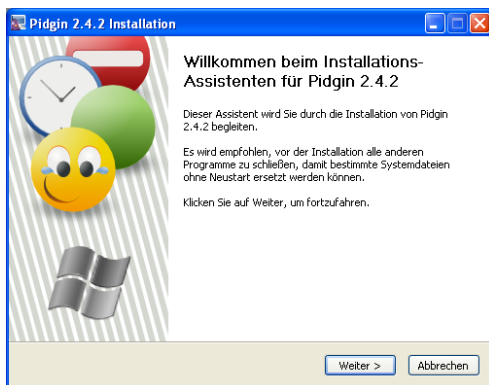 Pidgin 2.4.2 Installation
Willkommen beim Installations-
Assistenten für Pidgin 2.4.2
Dieser Assistent wird Sie durch die Installation von Pidgin
2.4.2 begleiten.
Es wird empfohlen, vor der Installation alle anderen
Programme zu schließen, damit bestimmte Systemdateien
ohne Neustart ersetzt werden können.
Klicken Sie auf Weiter, um fortzufahren.
Weiter >
Abbrechen